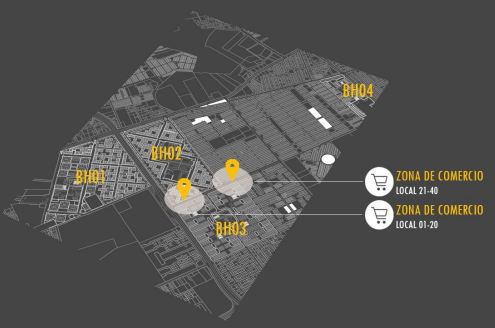 BH04
BH02
BH01
ZONA DE COMERCIO
LOCAL 21-40
ZONA DE COMERCIO
LOCAL 01-20
BH03